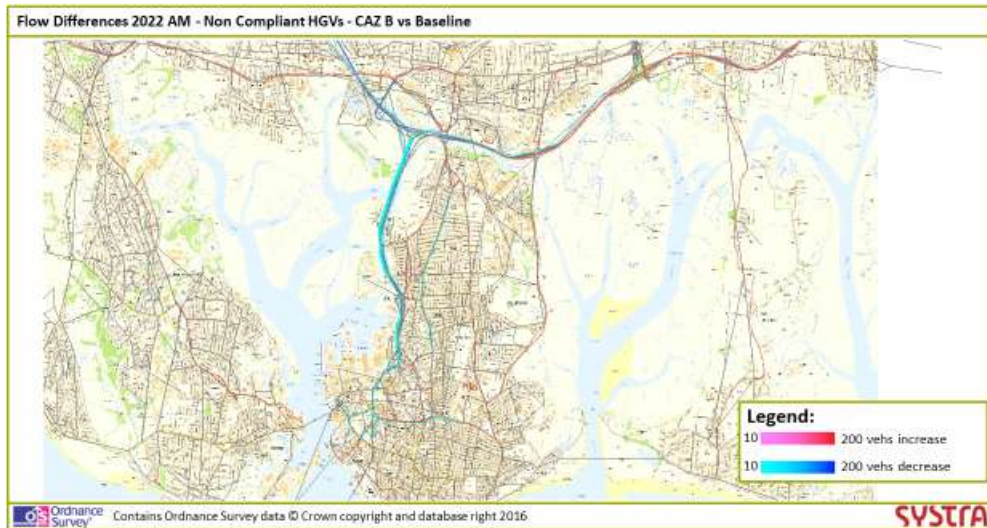 Flow Differences 2022 AM - Non Compliant HGVs - CAZ B vs Baseline
Legend:
10 200 vehs increase
10 200 vehs decrease
OS Ordnance Survey Contains Ordnance Survey data © Crown copyright and database right 2016
SYSTRA